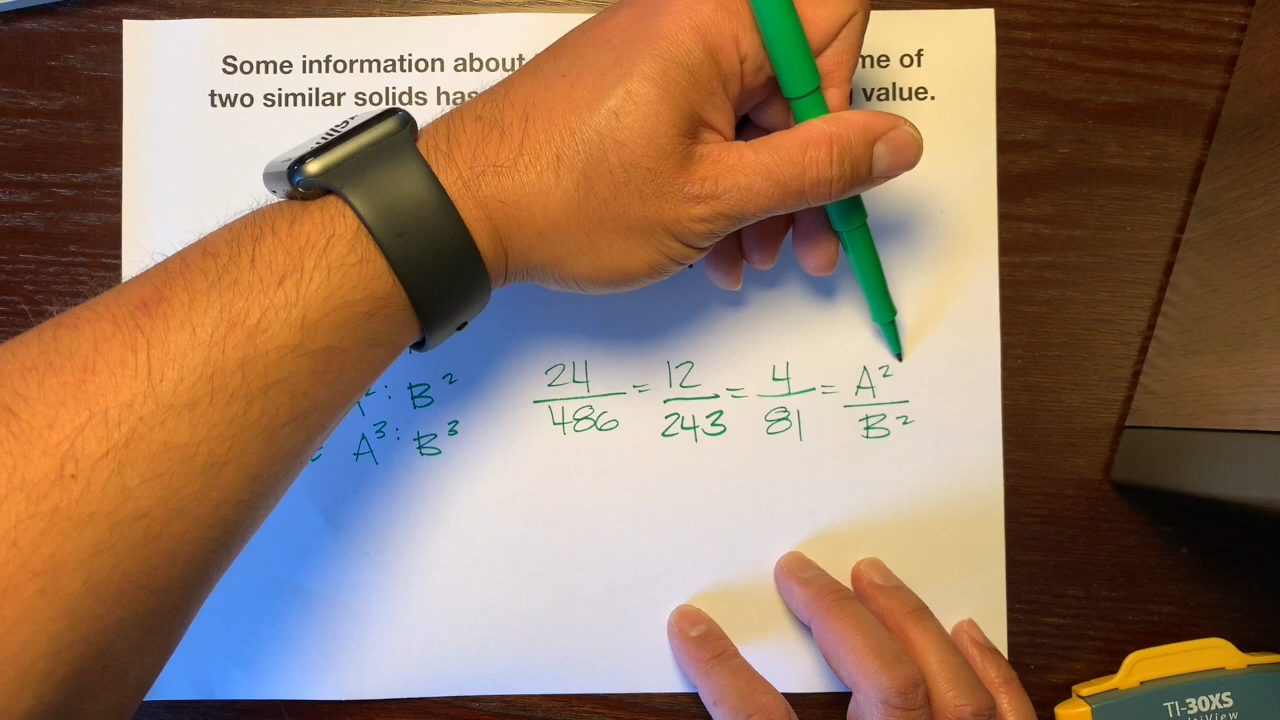 Some information about me of
two similar solids has value.
A²:B² 24/486 = 12/243 = 4/81 = A²/B²
= A³:B³
TI-30XS